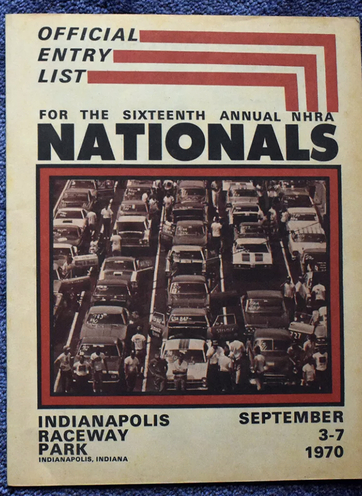 OFFICIAL
ENTRY
LIST
FOR THE SIXTEENTH ANNUAL NHRA
NATIONALS
INDIANAPOLIS
RACEWAY
PARK
INDIANAPOLIS, INDIANA
SEPTEMBER
3-7
1970